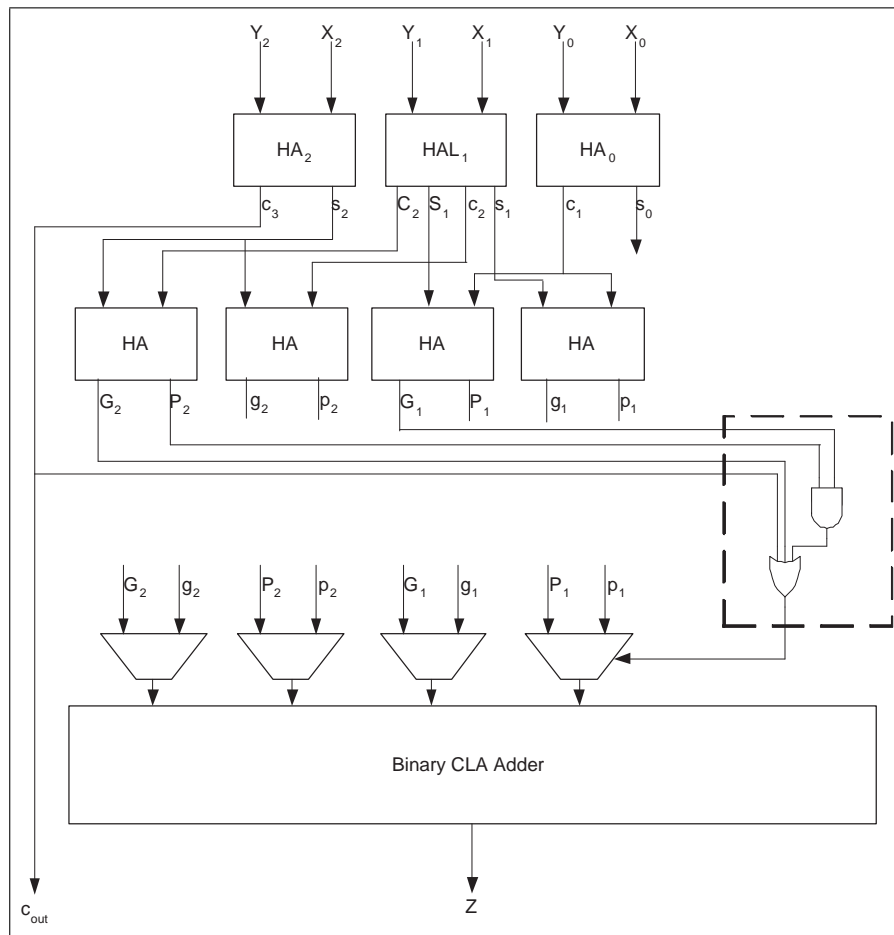 Y₂ X₂ Y₁ X₁ Y₀ X₀
HA₂ HAL₁ HA₀
c₃ s₂ C₂ S₁ c₂ s₁ c₁ s₀
HA HA HA HA
G₂ P₂ g₂ p₂ G₁ P₁ g₁ p₁
G₂ g₂ P₂ p₂ G₁ g₁ P₁ p₁
Binary CLA Adder
c_out Z